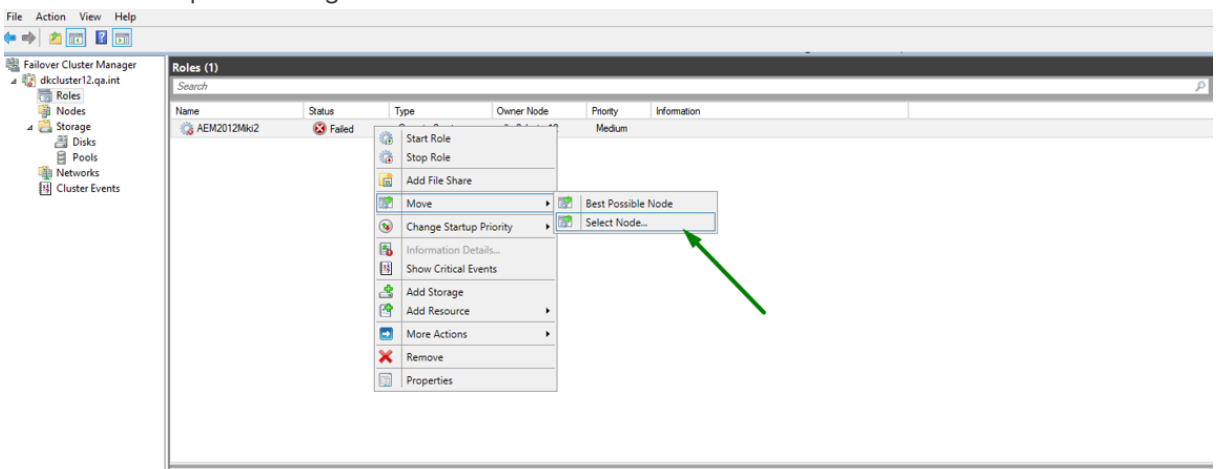 File Action View Help
Failover Cluster Manager
dkcluster12.qa.int
Roles
Nodes
Storage
Disks
Pools
Networks
Cluster Events
Roles (1)
Search
Name Status Type Owner Node Priority Information
AEM2012Miki2 Failed Medium
Start Role
Stop Role
Add File Share
Move
Change Startup Priority
Information Details...
Show Critical Events
Add Storage
Add Resource
More Actions
Remove
Properties
Best Possible Node
Select Node...